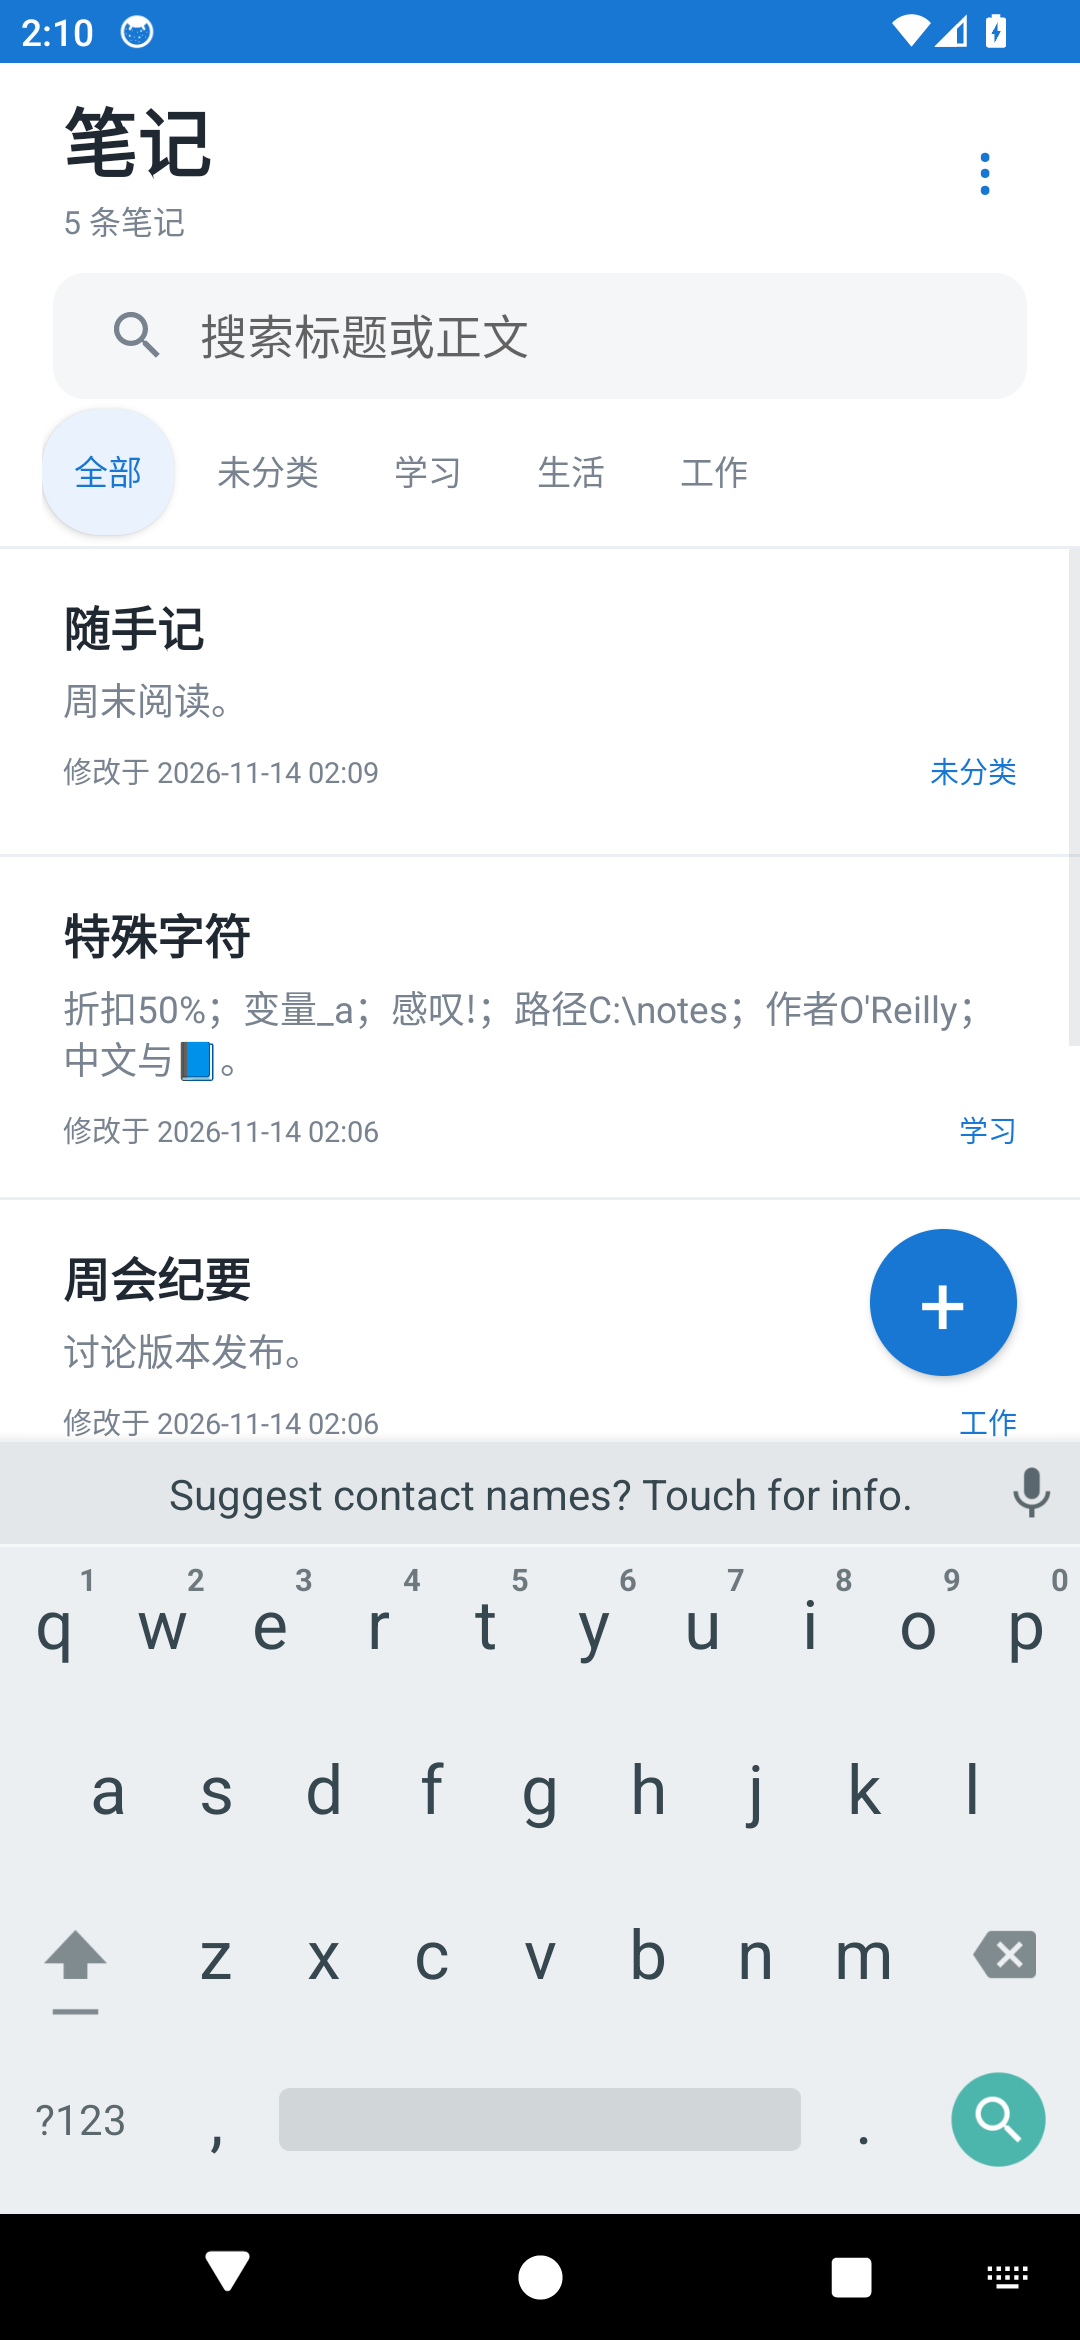 2:10
笔记
5 条笔记
搜索标题或正文
全部 未分类 学习 生活 工作
随手记
周末阅读。
修改于 2026-11-14 02:09 未分类
特殊字符
折扣50%；变量_a；感叹!；路径C:\notes；作者O'Reilly；
中文与📘。
修改于 2026-11-14 02:06 学习
周会纪要
+
讨论版本发布。
修改于 2026-11-14 02:06 工作
Suggest contact names? Touch for info.
1 2 3 4 5 6 7 8 9 0
q w e r t y u i o p
a s d f g h j k l
z x c v b n m
?123 , .